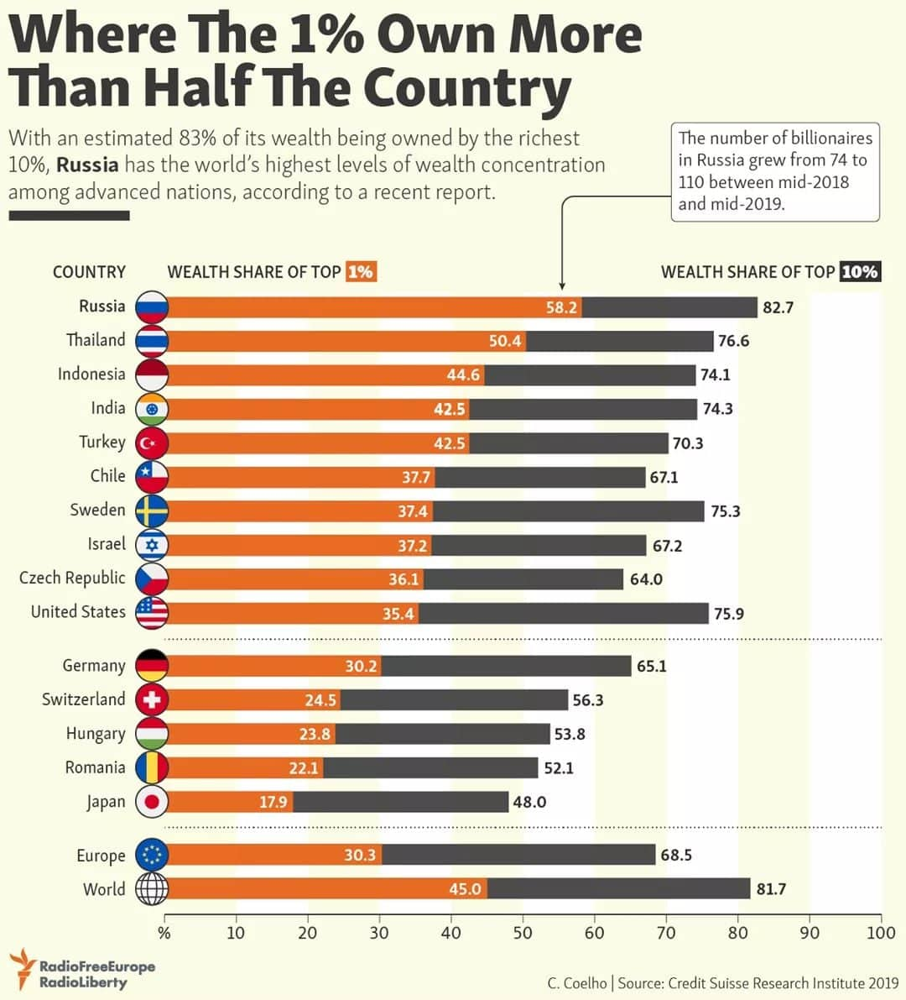 Where The 1% Own More
Than Half The Country
With an estimated 83% of its wealth being owned by the richest
10%, Russia has the world's highest levels of wealth concentration
among advanced nations, according to a recent report.
The number of billionaires
in Russia grew from 74 to
110 between mid-2018
and mid-2019.
COUNTRY WEALTH SHARE OF TOP 1% WEALTH SHARE OF TOP 10%
Russia 58.2 82.7
Thailand 50.4 76.6
Indonesia 44.6 74.1
India 42.5 74.3
Turkey 42.5 70.3
Chile 37.7 67.1
Sweden 37.4 75.3
Israel 37.2 67.2
Czech Republic 36.1 64.0
United States 35.4 75.9
Germany 30.2 65.1
Switzerland 24.5 56.3
Hungary 23.8 53.8
Romania 22.1 52.1
Japan 17.9 48.0
Europe 30.3 68.5
World 45.0 81.7
% 10 20 30 40 50 60 70 80 90 100
RadioFreeEurope
RadioLiberty
C. Coelho | Source: Credit Suisse Research Institute 2019